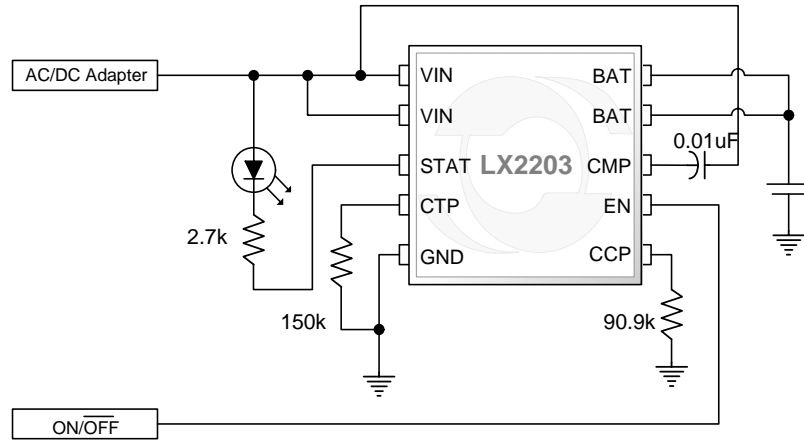 AC/DC Adapter
VIN
BAT
VIN
BAT
0.01uF
STAT
LX2203
CMP
CTP
EN
2.7k
GND
CCP
150k
90.9k
ON/OFF